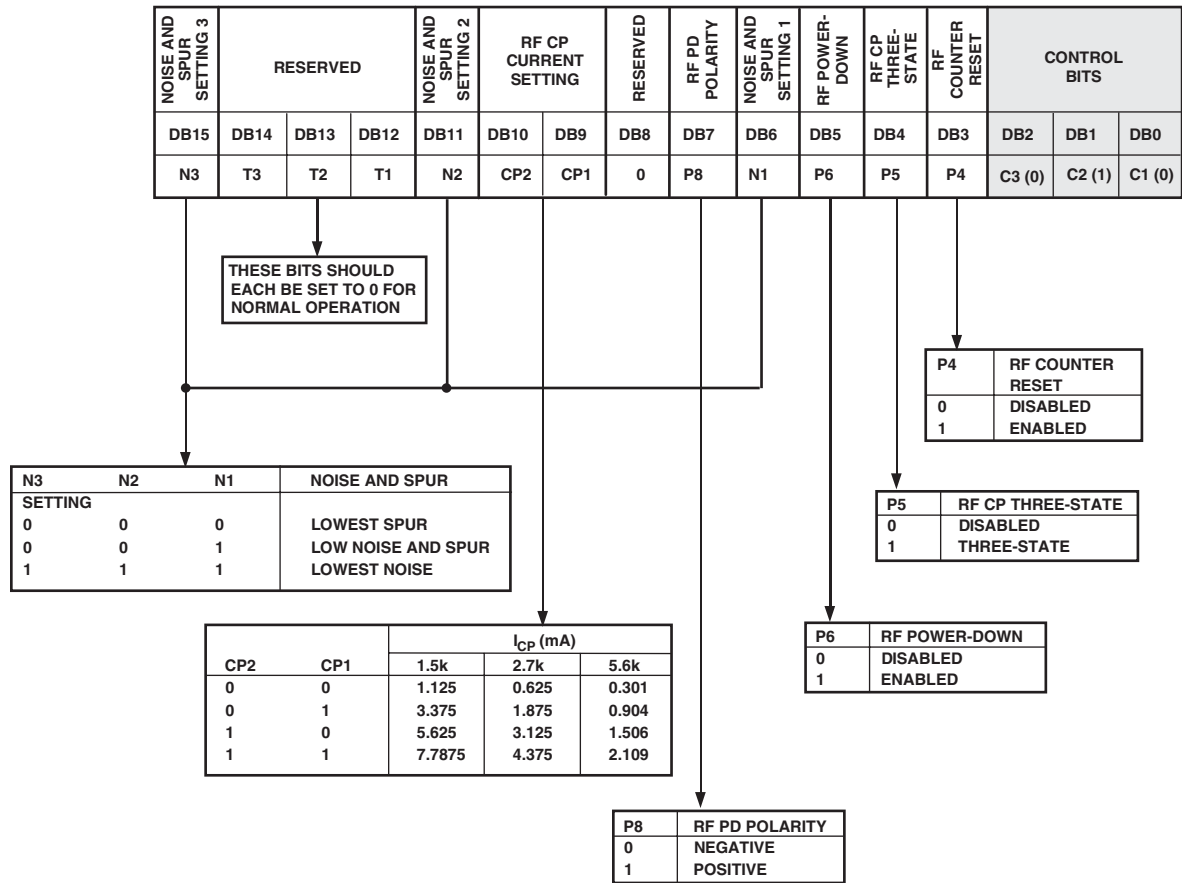 NOISE AND SPUR SETTING 3
RESERVED
NOISE AND SPUR SETTING 2
RF CP CURRENT SETTING
RESERVED
RF PD POLARITY
NOISE AND SPUR SETTING 1
RF POWER-DOWN
RF CP THREE-STATE
RF COUNTER RESET
CONTROL BITS
DB15 DB14 DB13 DB12 DB11 DB10 DB9 DB8 DB7 DB6 DB5 DB4 DB3 DB2 DB1 DB0
N3 T3 T2 T1 N2 CP2 CP1 0 P8 N1 P6 P5 P4 C3 (0) C2 (1) C1 (0)
THESE BITS SHOULD
EACH BE SET TO 0 FOR
NORMAL OPERATION
P4 RF COUNTER
RESET
0 DISABLED
1 ENABLED
N3 N2 N1 NOISE AND SPUR
SETTING
0 0 0 LOWEST SPUR
0 0 1 LOW NOISE AND SPUR
1 1 1 LOWEST NOISE
P5 RF CP THREE-STATE
0 DISABLED
1 THREE-STATE
ICP (mA)
CP2 CP1 1.5k 2.7k 5.6k
0 0 1.125 0.625 0.301
0 1 3.375 1.875 0.904
1 0 5.625 3.125 1.506
1 1 7.7875 4.375 2.109
P6 RF POWER-DOWN
0 DISABLED
1 ENABLED
P8 RF PD POLARITY
0 NEGATIVE
1 POSITIVE